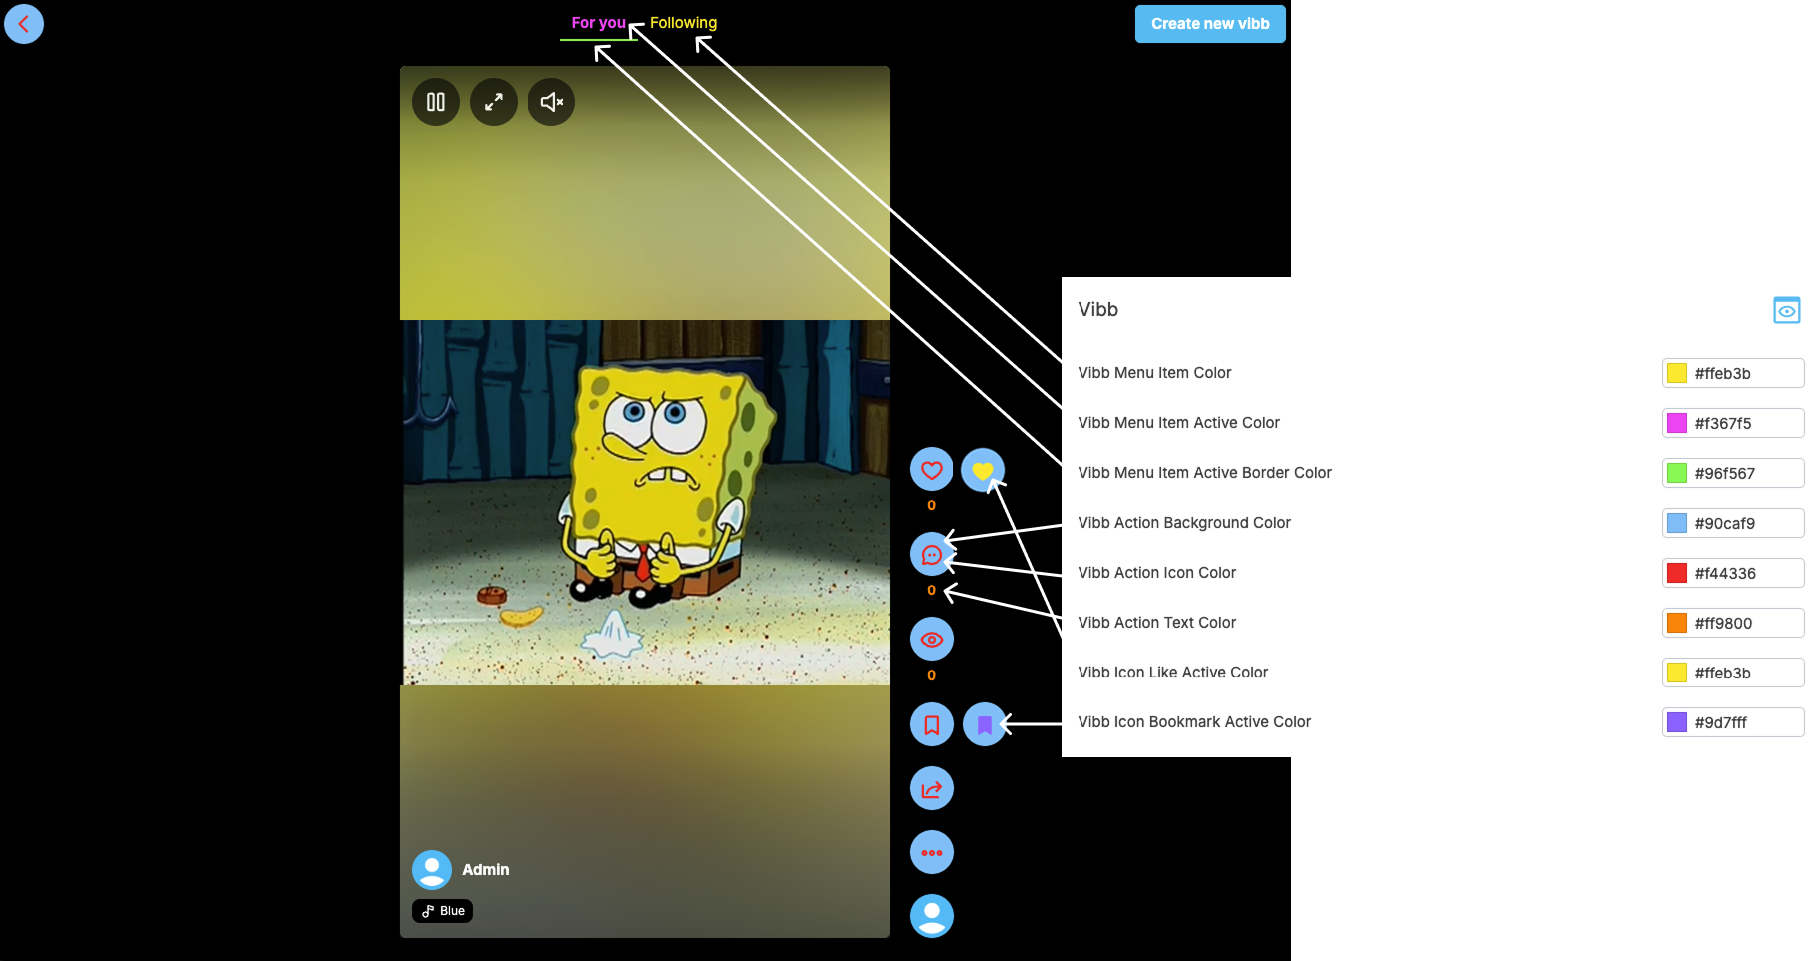 For you
Following
Create new vibb
0
0
0
Admin
Blue
Vibb
Vibb Menu Item Color
#ffeb3b
Vibb Menu Item Active Color
#f367f5
Vibb Menu Item Active Border Color
#96f567
Vibb Action Background Color
#90caf9
Vibb Action Icon Color
#f44336
Vibb Action Text Color
#ff9800
Vibb Icon Like Active Color
#ffeb3b
Vibb Icon Bookmark Active Color
#9d7fff